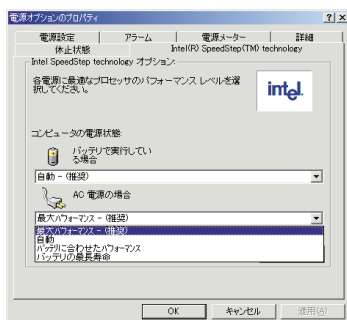 電源オプションのプロパティ
電源設定 アラーム 電源メーター 詳細
休止状態 Intel(R) SpeedStep(TM) technology
Intel SpeedStep technology オプション
各電源に最適なプロセッサのパフォーマンス レベルを選
択してください。
intel.
コンピュータの電源状態:
バッテリで実行してい
る場合
自動 - (推奨)
AC 電源の場合
最大パフォーマンス - (推奨)
最大パフォーマンス - (推奨)
自動
バッテリに合わせたパフォーマンス
バッテリの最長寿命
OK キャンセル 適用(A)